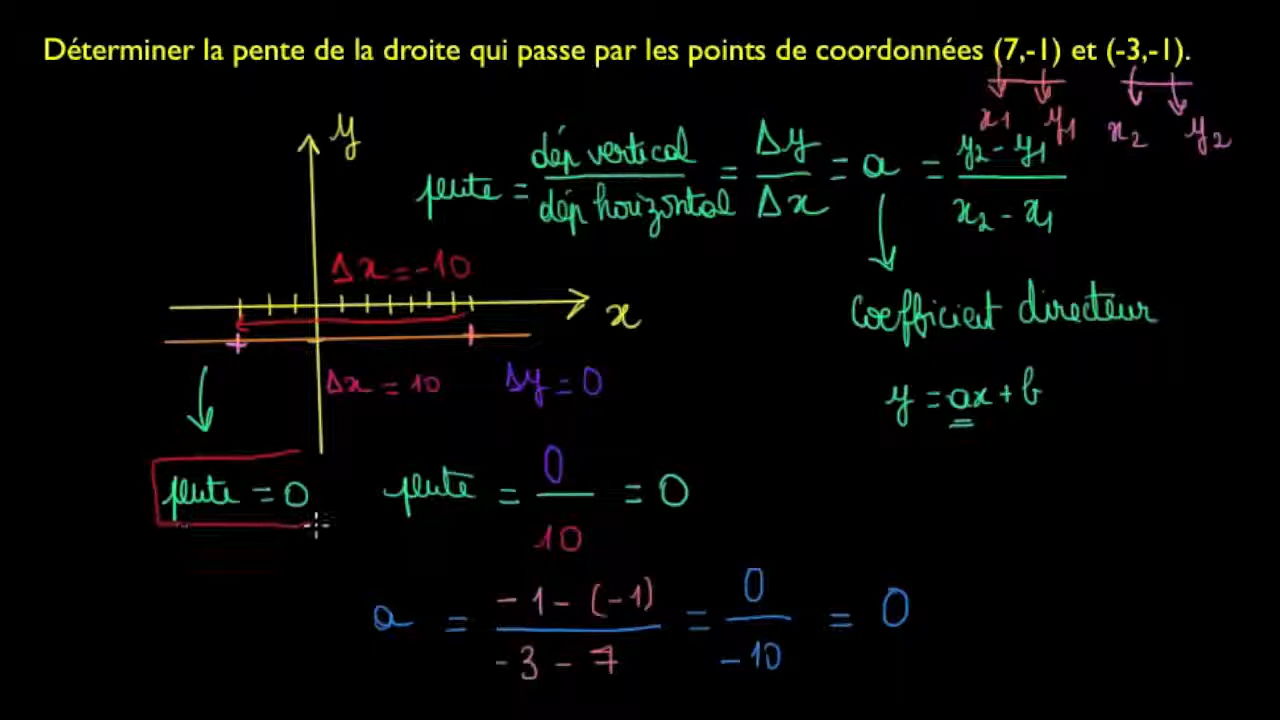 Déterminer la pente de la droite qui passe par les points de coordonnées (7,-1) et (-3,-1).
x1 y1 x2 y2
y
pente = dép vertical / dép horizontal = Δy / Δx = a = y2 - y1 / x2 - x1
Δx = -10
x
coefficient directeur
Δx = 10 Δy = 0
y = ax + b
pente = 0 pente = 0 / 10 = 0
a = -1 - (-1) / -3 - 7 = 0 / -10 = 0